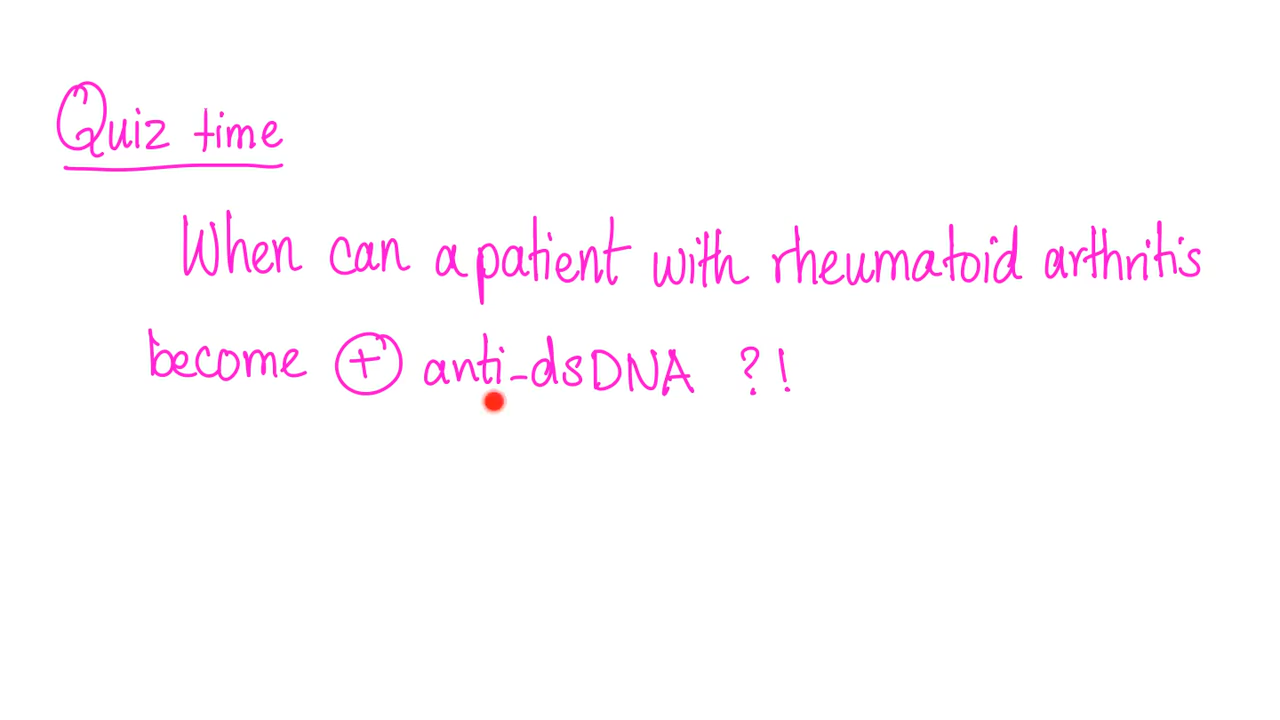 Quiz time
When can a patient with rheumatoid arthritis
become + anti-dsDNA ?!